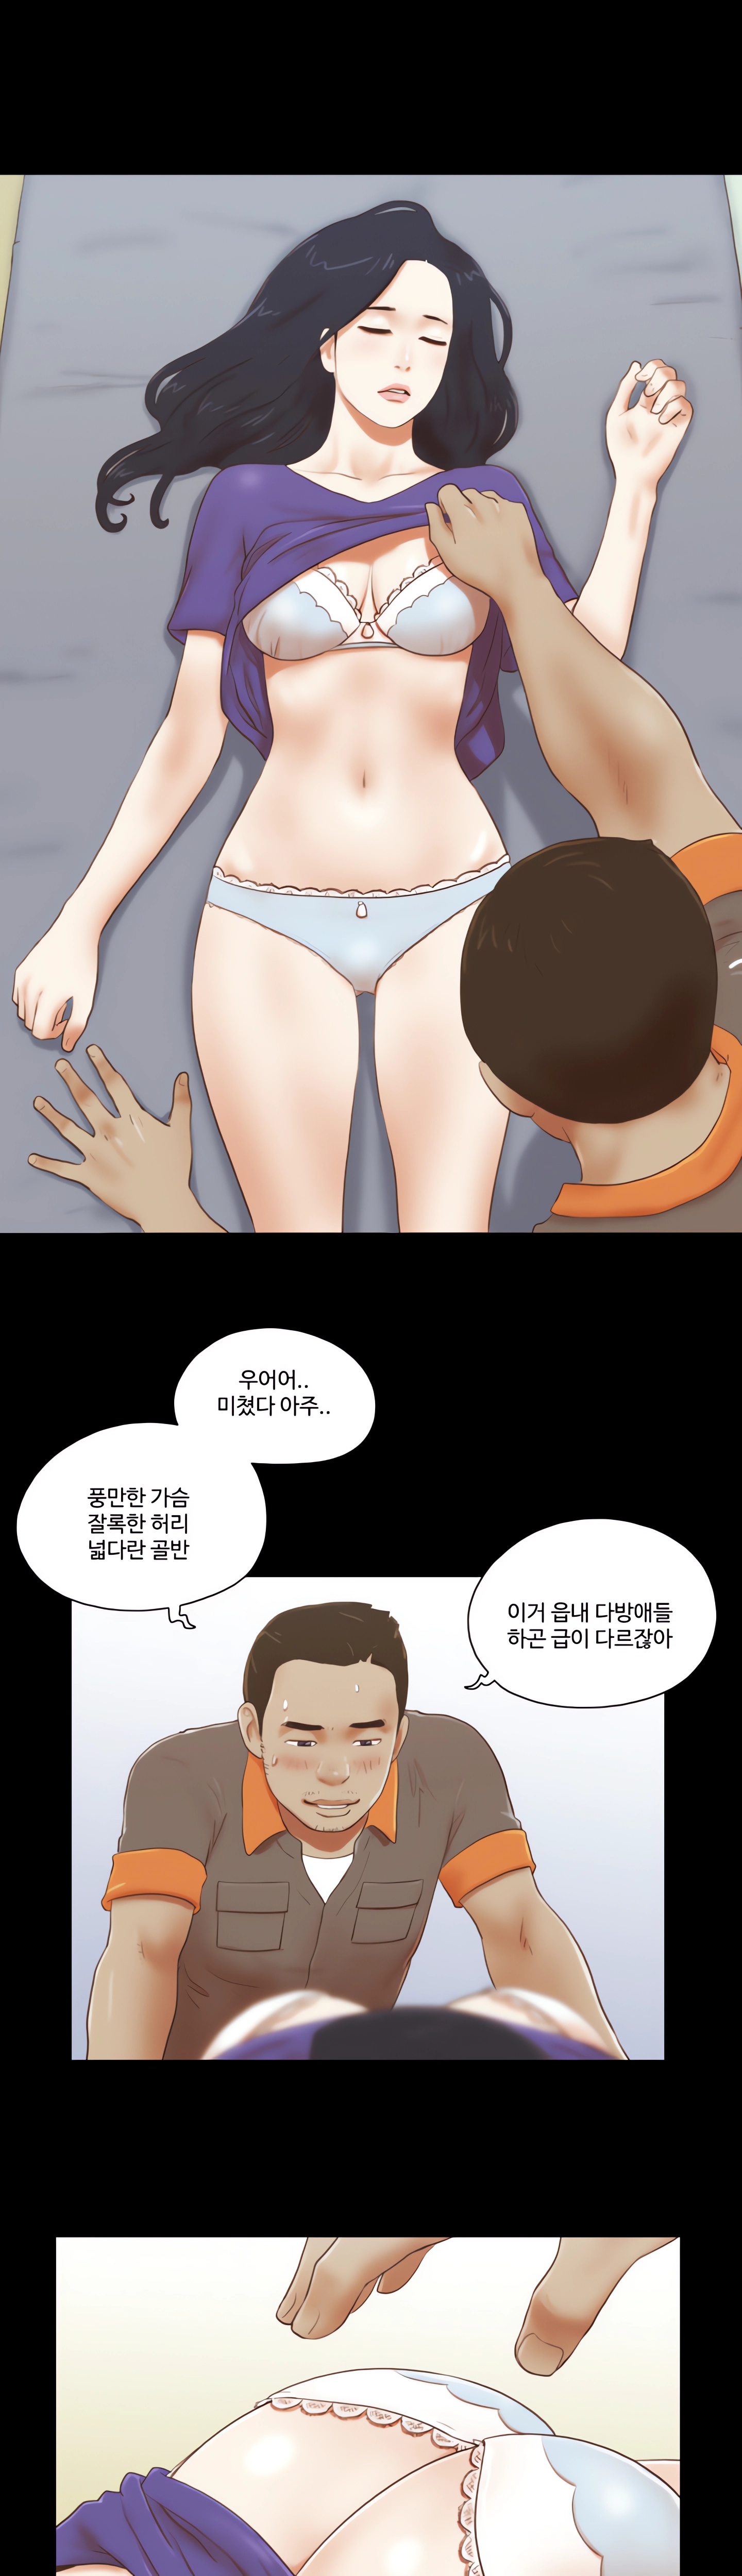 우어어..
미쳤다 아주..
풍만한 가슴
잘록한 허리
넓다란 골반
이거 읍내 다방애들
하곤 급이 다르잖아